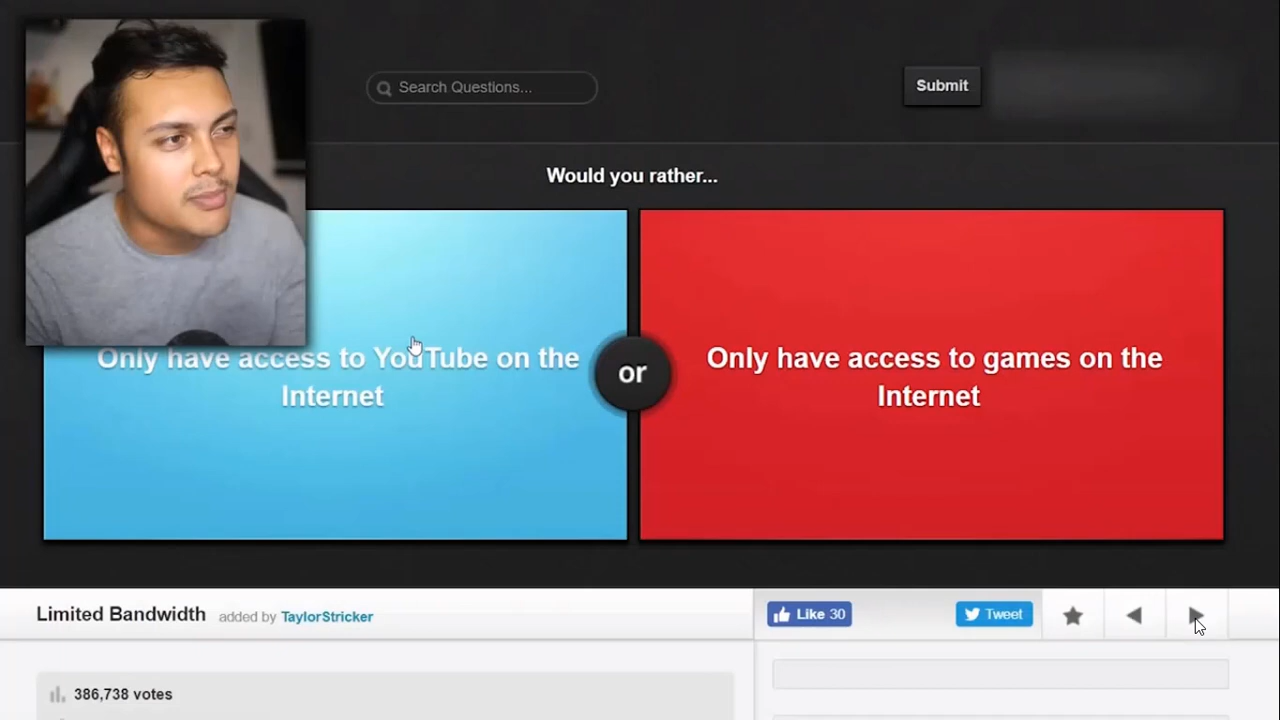 Search Questions...
Submit
Would you rather...
Only have access to YouTube on the
Internet
or
Only have access to games on the
Internet
Limited Bandwidth added by TaylorStricker
Like 30
Tweet
386,738 votes